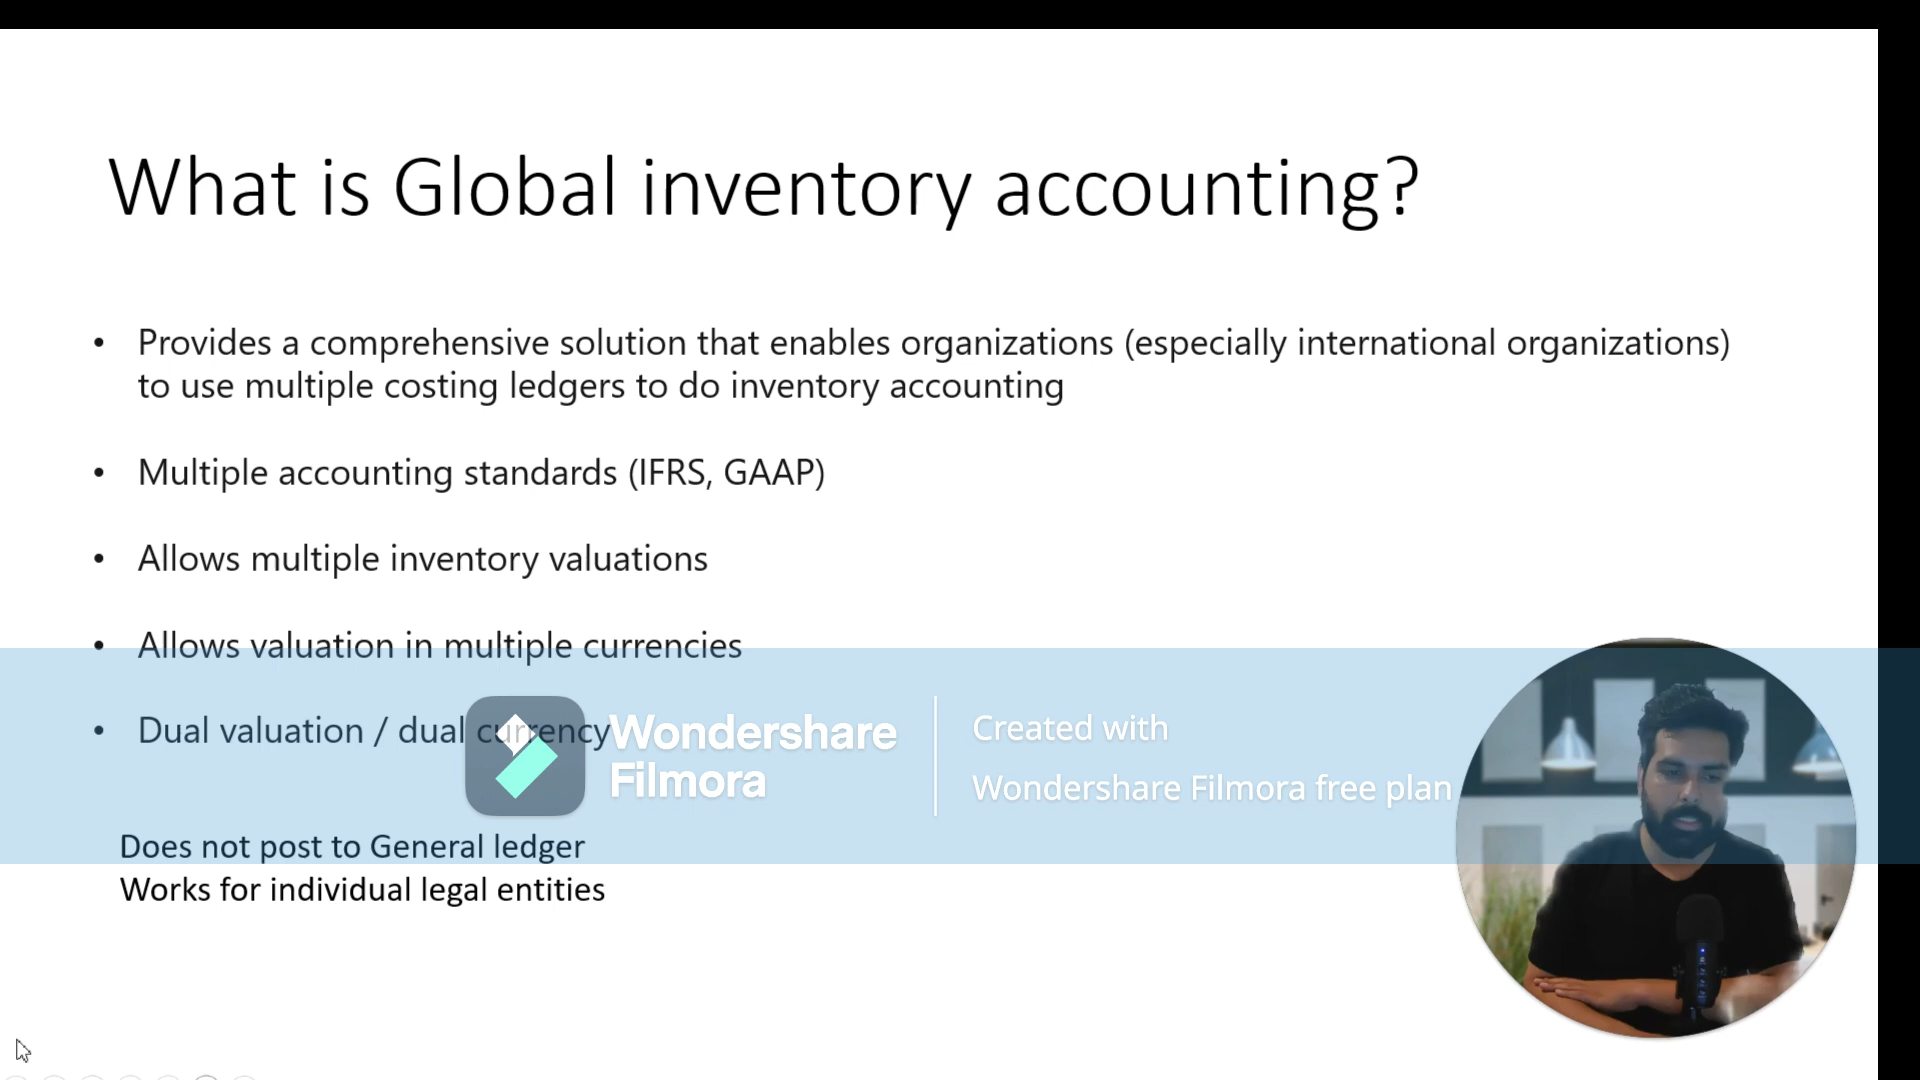 What is Global inventory accounting?
• Provides a comprehensive solution that enables organizations (especially international organizations)
to use multiple costing ledgers to do inventory accounting
• Multiple accounting standards (IFRS, GAAP)
• Allows multiple inventory valuations
• Allows valuation in multiple currencies
• Dual valuation / dual currency
Wondershare
Filmora
Created with
Wondershare Filmora free plan
Does not post to General ledger
Works for individual legal entities